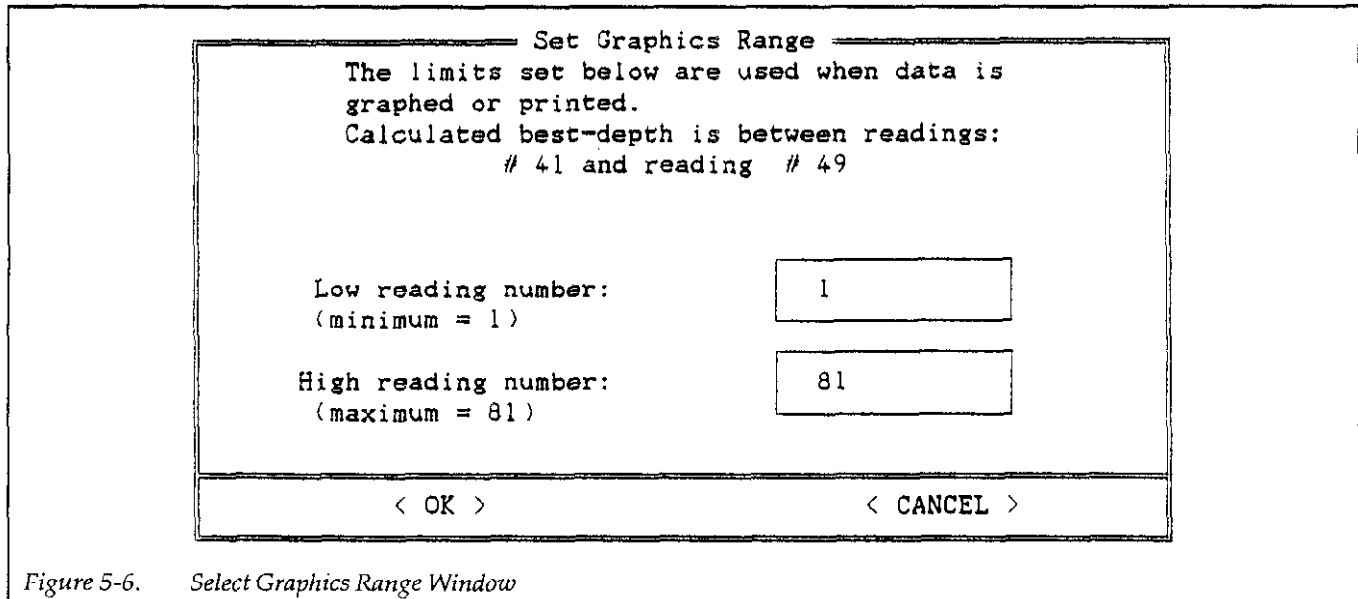 Set Graphics Range
The limits set below are used when data is
graphed or printed.
Calculated best-depth is between readings:
# 41 and reading # 49
Low reading number: 1
(minimum = 1)
High reading number: 81
(maximum = 81)
< OK > < CANCEL >
Figure 5-6. Select Graphics Range Window